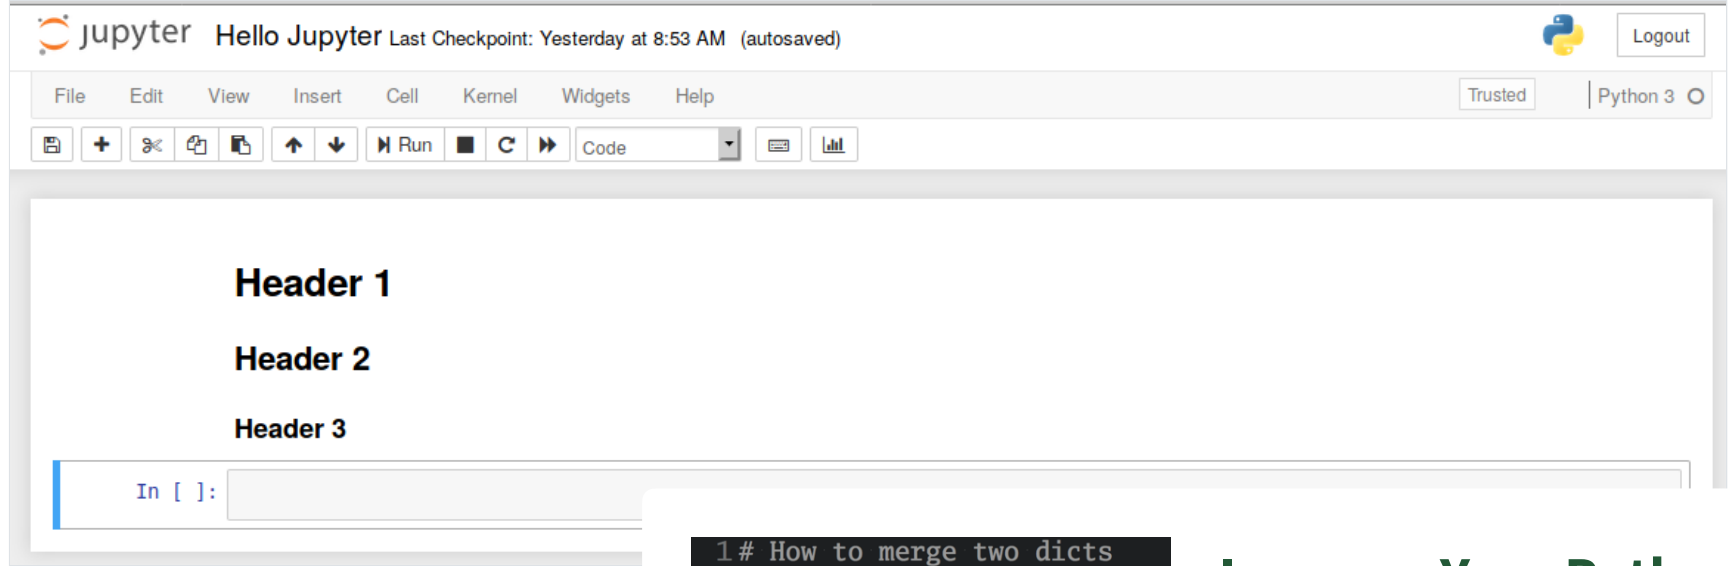 jupyter Hello Jupyter Last Checkpoint: Yesterday at 8:53 AM (autosaved) Logout
File Edit View Insert Cell Kernel Widgets Help Trusted Python 3
Run Code
Header 1
Header 2
Header 3
In [ ]:
1 # How to merge two dicts